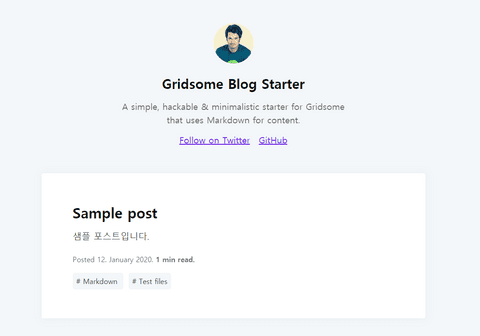 Gridsome Blog Starter
A simple, hackable & minimalistic starter for Gridsome
that uses Markdown for content.
Follow on Twitter GitHub
Sample post
샘플 포스트입니다.
Posted 12. January 2020. 1 min read.
# Markdown # Test files